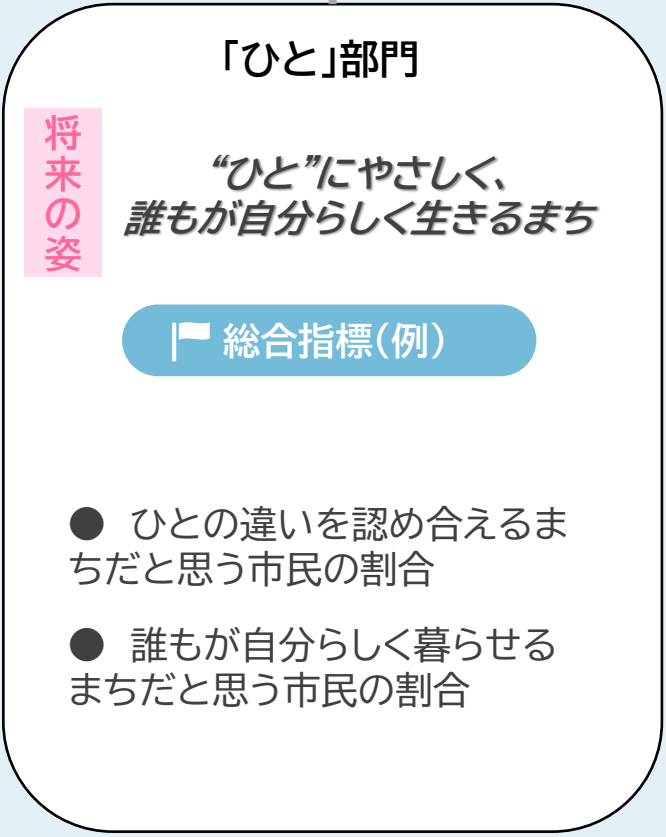 「ひと」部門
将来の姿
“ひと”にやさしく、
誰もが自分らしく生きるまち
総合指標（例）
● ひとの違いを認め合えるま
ちだと思う市民の割合
● 誰もが自分らしく暮らせる
まちだと思う市民の割合